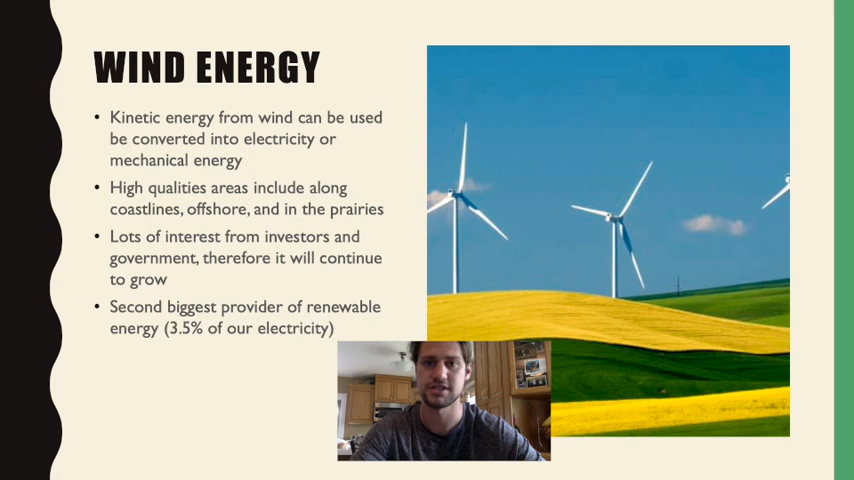 WIND ENERGY
• Kinetic energy from wind can be used
be converted into electricity or
mechanical energy
• High qualities areas include along
coastlines, offshore, and in the prairies
• Lots of interest from investors and
government, therefore it will continue
to grow
• Second biggest provider of renewable
energy (3.5% of our electricity)